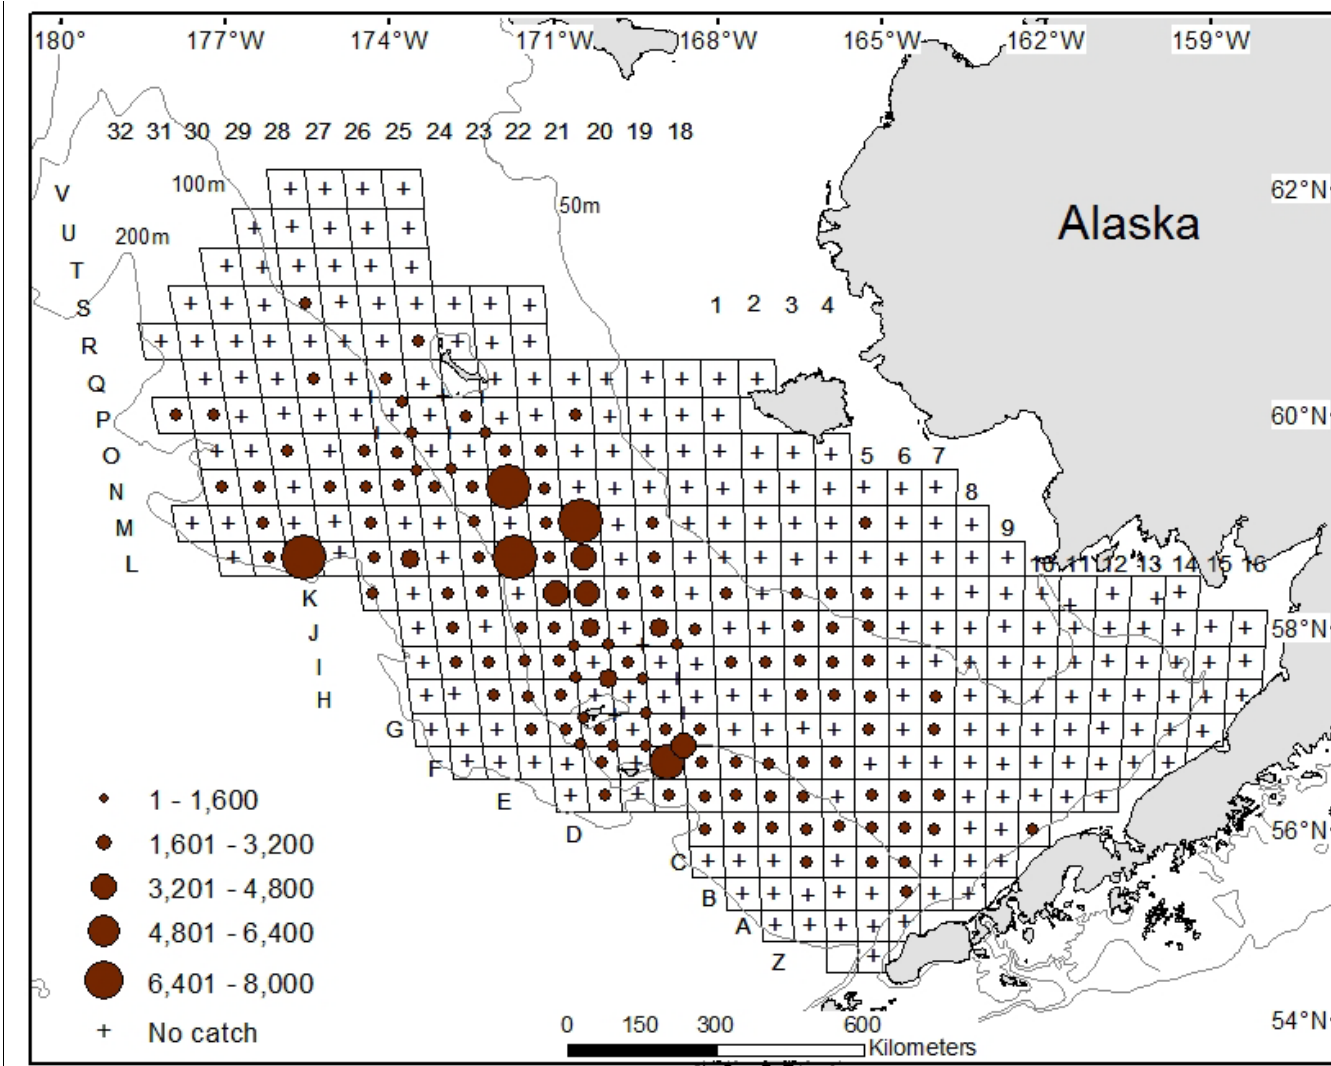 180° 177°W 174°W 171°W 168°W 165°W 162°W 159°W
32 31 30 29 28 27 26 25 24 23 22 21 20 19 18
100m
62°N
V
50m
Alaska
U
200m
T
S
1 2 3 4
R
Q
P
60°N
O
5 6 7
N
8
M
9
L
10 11 12 13 14 15 16
K
J
58°N
I
H
G
F
E
1 - 1,600
D
56°N
1,601 - 3,200
C
3,201 - 4,800
B
A
4,801 - 6,400
Z
6,401 - 8,000
No catch
0 150 300 600
54°N
Kilometers